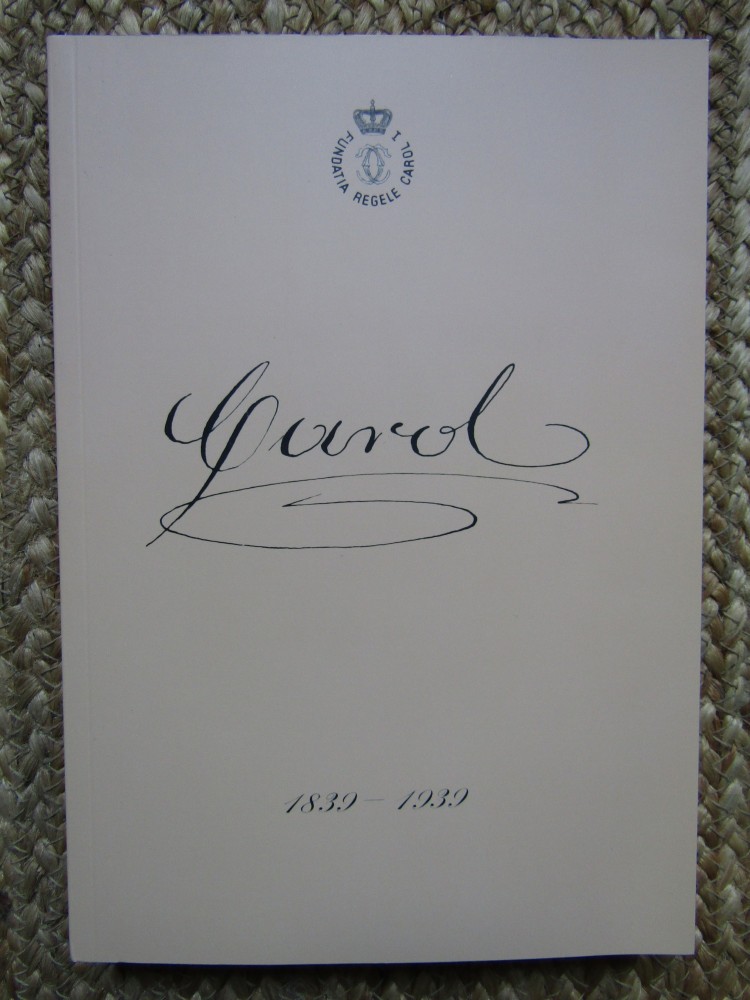 FUNDATIA REGELE CAROL I
Carol
1839 – 1939